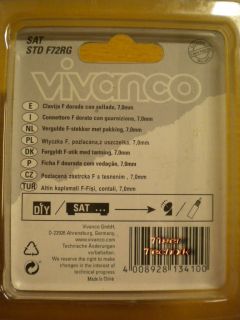 SAT
STD F72RG
vivanco
E Clavija F dorado con sellado, 7,0mm
I Connettore F dorato con guarnizione, 7,0mm
NL Vergulde F-stekker met pakking, 7,0mm
PL Wtyczka F, pozłacana,z uszczelką, 7,0mm
DK Forgyldt F-stik med tætning, 7,0mm
P Ficha F dourada com vedação, 7,0mm
CZ Pozlacená zástrčka F s těsněním, 7,0mm
TUR Altin kaplamali F-Fişi, contali, 7,0mm
DIY SAT ...
Vivanco GmbH,
D-22926 Ahrensburg, Germany
www.vivanco.com
Technische Änderungen
vorbehalten.
We reserve the right to make
changes in the interest of
technical progress.
Made in China
4 008928 134100